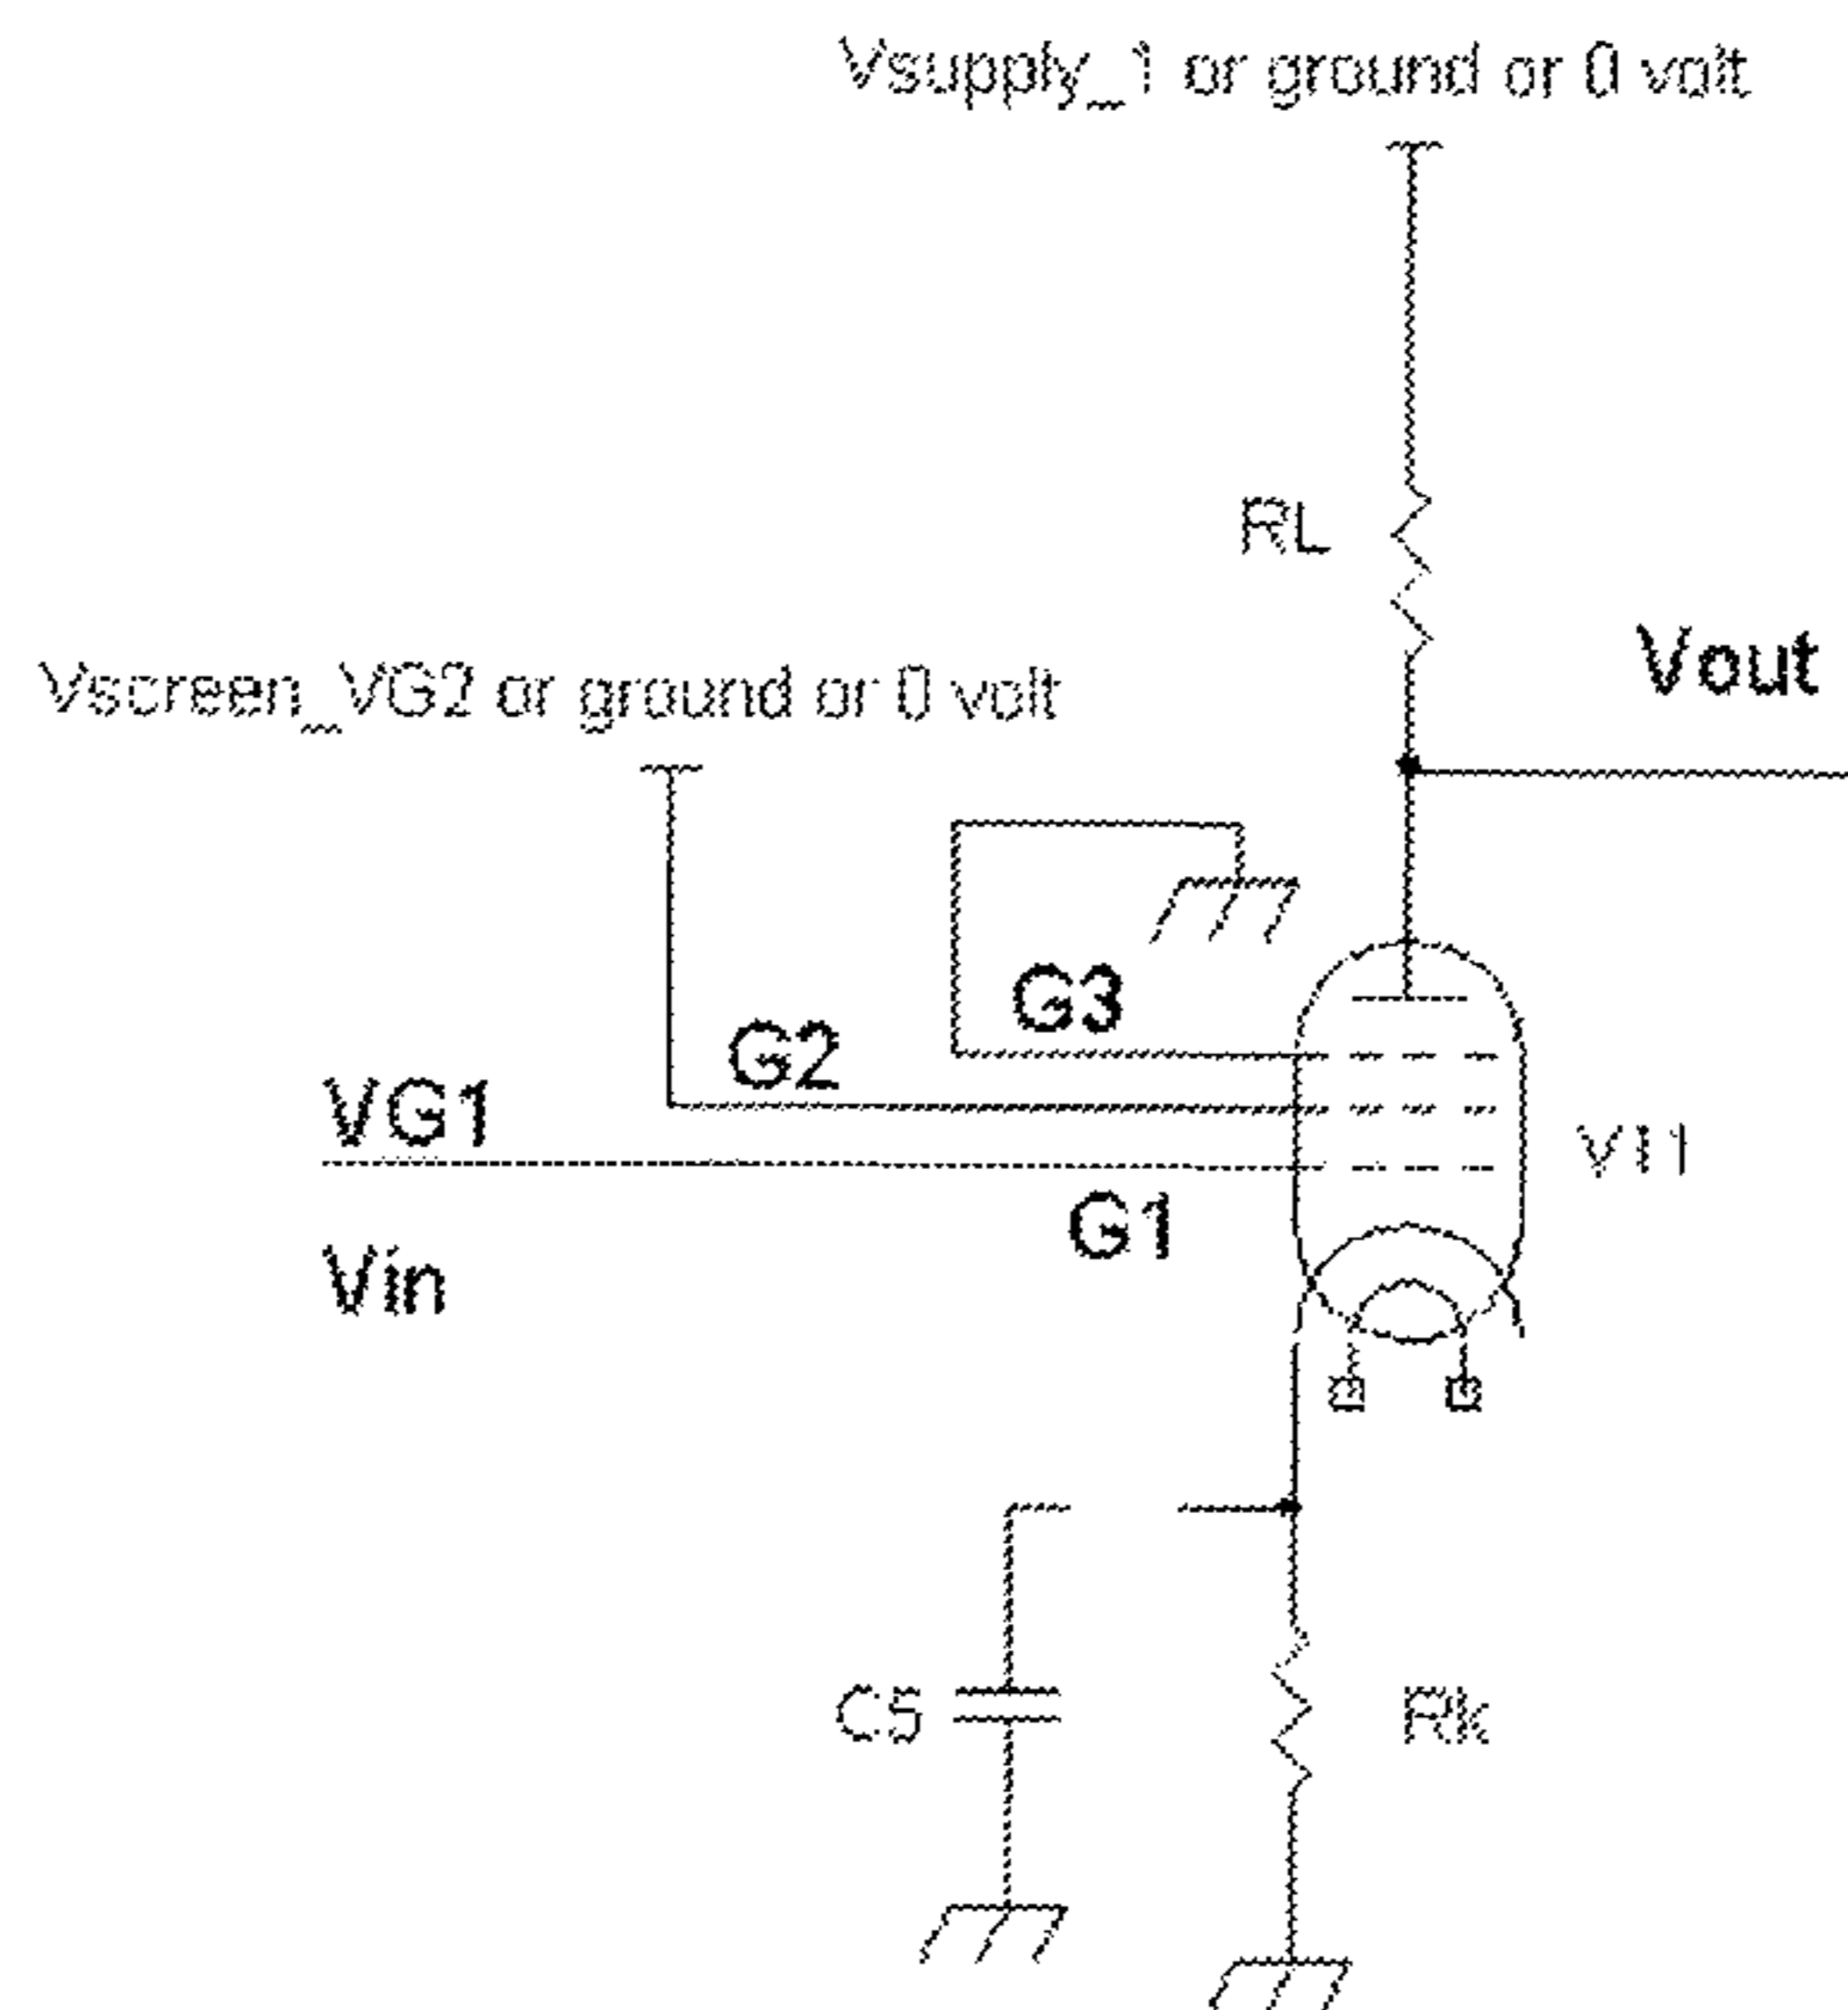 Vsupply_1 or ground or 0 volt
RL
Vout
Vscreen_VG2 or ground or 0 volt
G3
G2
VG1
V11
G1
Vin
C5
Rk